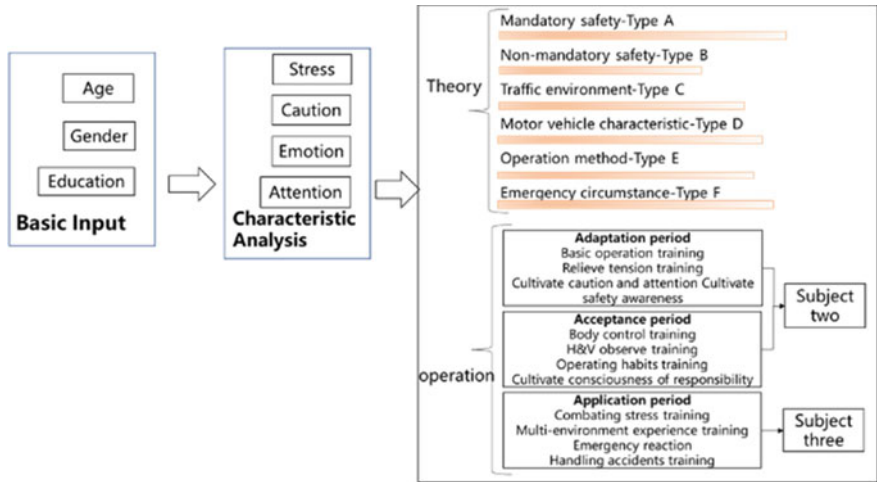 Age
Gender
Education
Basic Input
Stress
Caution
Emotion
Attention
Characteristic
Analysis
Theory
Mandatory safety-Type A
Non-mandatory safety-Type B
Traffic environment-Type C
Motor vehicle characteristic-Type D
Operation method-Type E
Emergency circumstance-Type F
operation
Adaptation period
Basic operation training
Relieve tension training
Cultivate caution and attention Cultivate
safety awareness
Acceptance period
Body control training
H&V observe training
Operating habits training
Cultivate consciousness of responsibility
Subject
two
Application period
Combating stress training
Multi-environment experience training
Emergency reaction
Handling accidents training
Subject
three